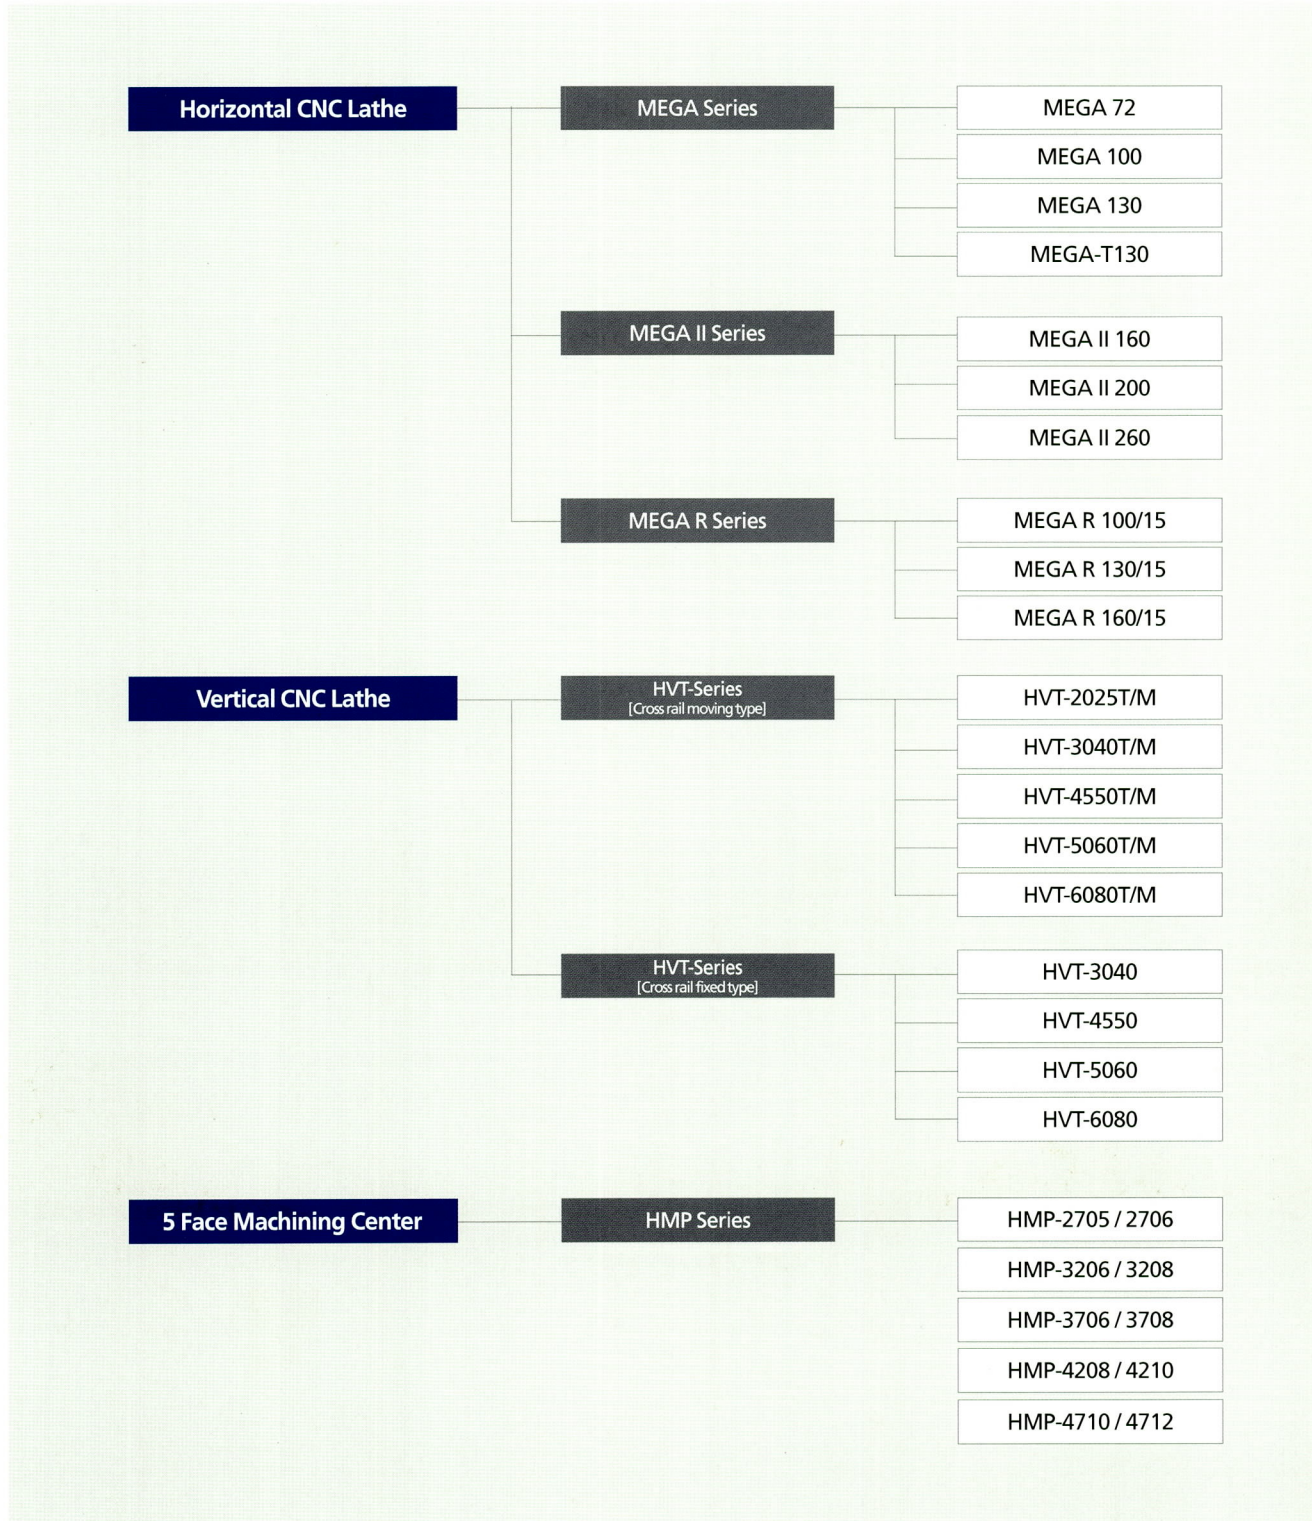 Horizontal CNC Lathe
MEGA Series
MEGA 72
MEGA 100
MEGA 130
MEGA-T130
MEGA II Series
MEGA II 160
MEGA II 200
MEGA II 260
MEGA R Series
MEGA R 100/15
MEGA R 130/15
MEGA R 160/15
Vertical CNC Lathe
HVT-Series
[Cross rail moving type]
HVT-2025T/M
HVT-3040T/M
HVT-4550T/M
HVT-5060T/M
HVT-6080T/M
HVT-Series
[Cross rail fixed type]
HVT-3040
HVT-4550
HVT-5060
HVT-6080
5 Face Machining Center
HMP Series
HMP-2705 / 2706
HMP-3206 / 3208
HMP-3706 / 3708
HMP-4208 / 4210
HMP-4710 / 4712